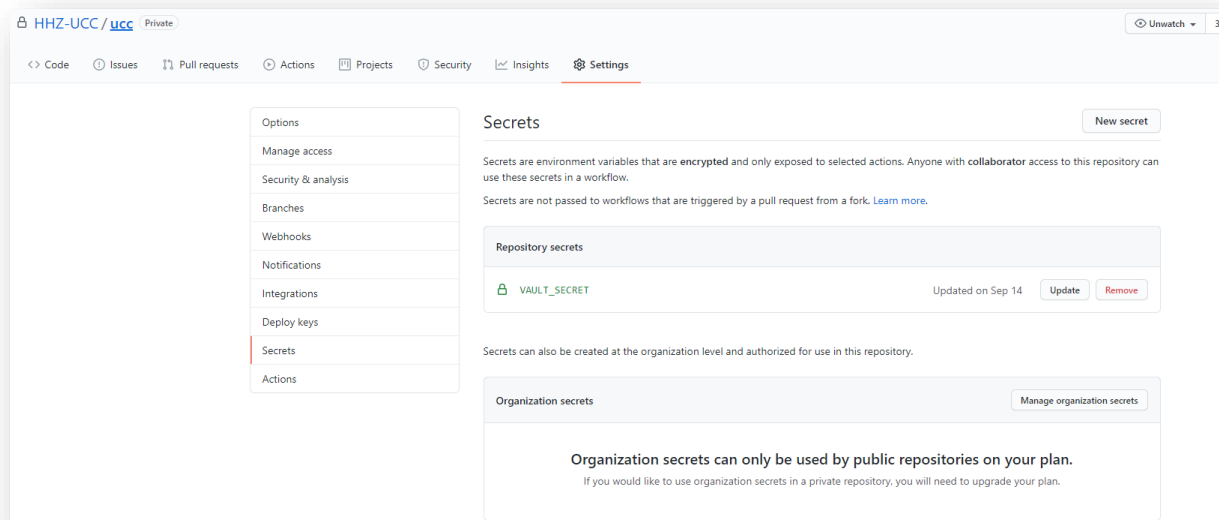 HHZ-UCC / ucc Private
Unwatch
3
Code
Issues
Pull requests
Actions
Projects
Security
Insights
Settings
Options
Manage access
Security & analysis
Branches
Webhooks
Notifications
Integrations
Deploy keys
Secrets
Actions
Secrets
New secret
Secrets are environment variables that are encrypted and only exposed to selected actions. Anyone with collaborator access to this repository can
use these secrets in a workflow.
Secrets are not passed to workflows that are triggered by a pull request from a fork. Learn more.
Repository secrets
VAULT_SECRET
Updated on Sep 14
Update
Remove
Secrets can also be created at the organization level and authorized for use in this repository.
Organization secrets
Manage organization secrets
Organization secrets can only be used by public repositories on your plan.
If you would like to use organization secrets in a private repository, you will need to upgrade your plan.